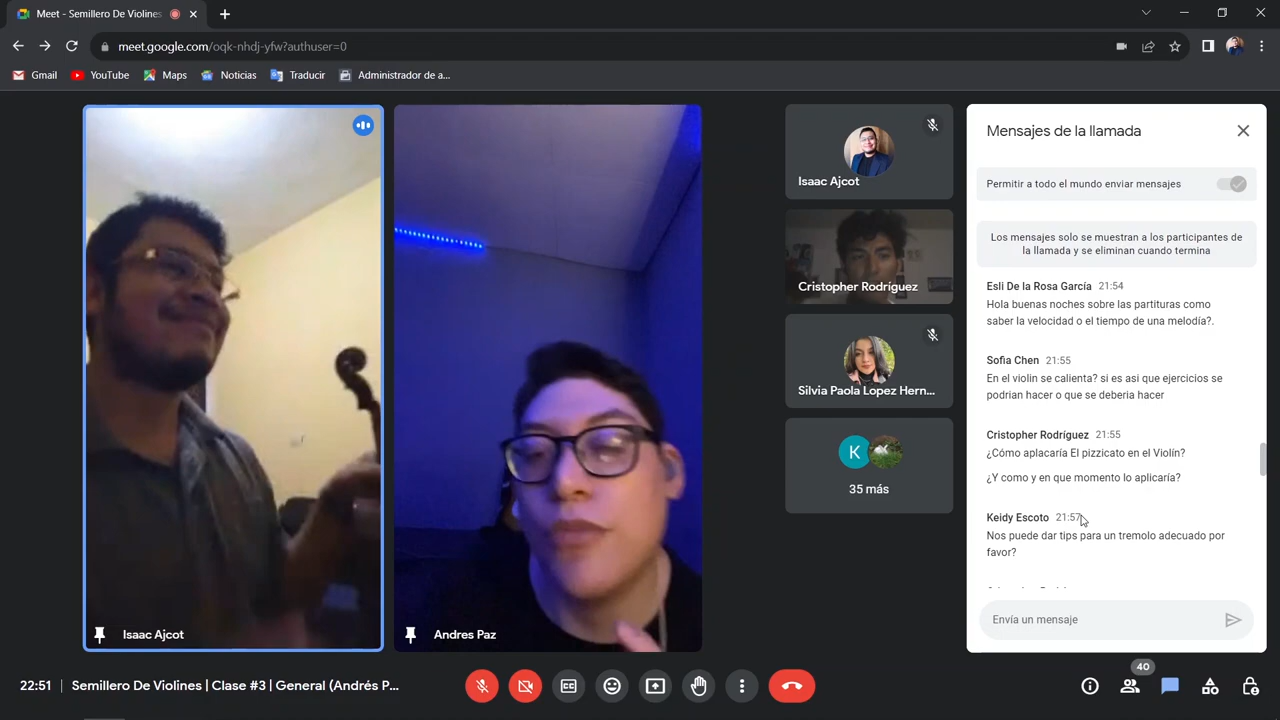 Meet - Semillero De Violines
meet.google.com/oqk-nhdj-yfw?authuser=0
Gmail
YouTube
Maps
Noticias
Traducir
Administrador de a...
Isaac Ajcot
Andres Paz
Isaac Ajcot
Cristopher Rodríguez
Silvia Paola Lopez Hern...
K
35 más
Mensajes de la llamada
Permitir a todo el mundo enviar mensajes
Los mensajes solo se muestran a los participantes de
la llamada y se eliminan cuando termina
Esli De la Rosa García 21:54
Hola buenas noches sobre las partituras como
saber la velocidad o el tiempo de una melodía?.
Sofia Chen 21:55
En el violin se calienta? si es asi que ejercicios se
podrian hacer o que se deberia hacer
Cristopher Rodríguez 21:55
¿Cómo aplacaría El pizzicato en el Violín?
¿Y como y en que momento lo aplicaría?
Keidy Escoto 21:57
Nos puede dar tips para un tremolo adecuado por
favor?
Envía un mensaje
22:51 | Semillero De Violines | Clase #3 | General (Andrés P...
40